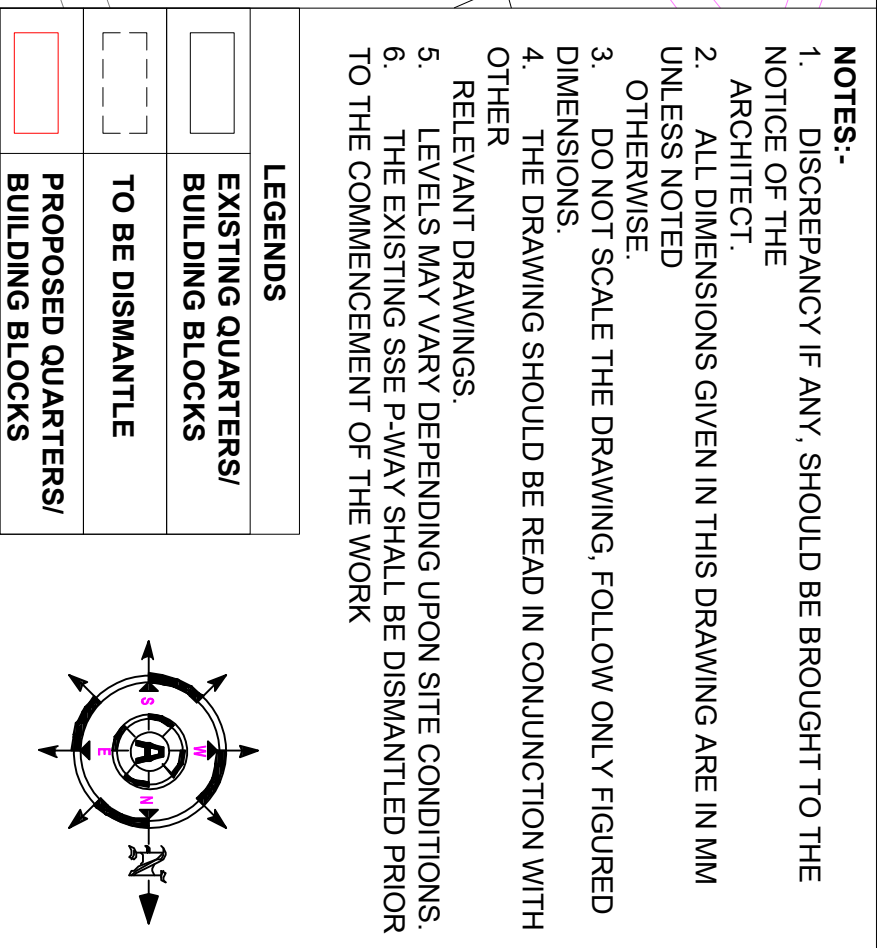 NOTES:-
1. DISCREPANCY IF ANY, SHOULD BE BROUGHT TO THE
NOTICE OF THE
ARCHITECT.
2. ALL DIMENSIONS GIVEN IN THIS DRAWING ARE IN MM
UNLESS NOTED
OTHERWISE.
3. DO NOT SCALE THE DRAWING, FOLLOW ONLY FIGURED
DIMENSIONS.
4. THE DRAWING SHOULD BE READ IN CONJUNCTION WITH
OTHER
RELEVANT DRAWINGS.
5. LEVELS MAY VARY DEPENDING UPON SITE CONDITIONS.
6. THE EXISTING SSE P-WAY SHALL BE DISMANTLED PRIOR
TO THE COMMENCEMENT OF THE WORK
LEGENDS
EXISTING QUARTERS/
BUILDING BLOCKS
TO BE DISMANTLE
PROPOSED QUARTERS/
BUILDING BLOCKS
W
S A N
E
N